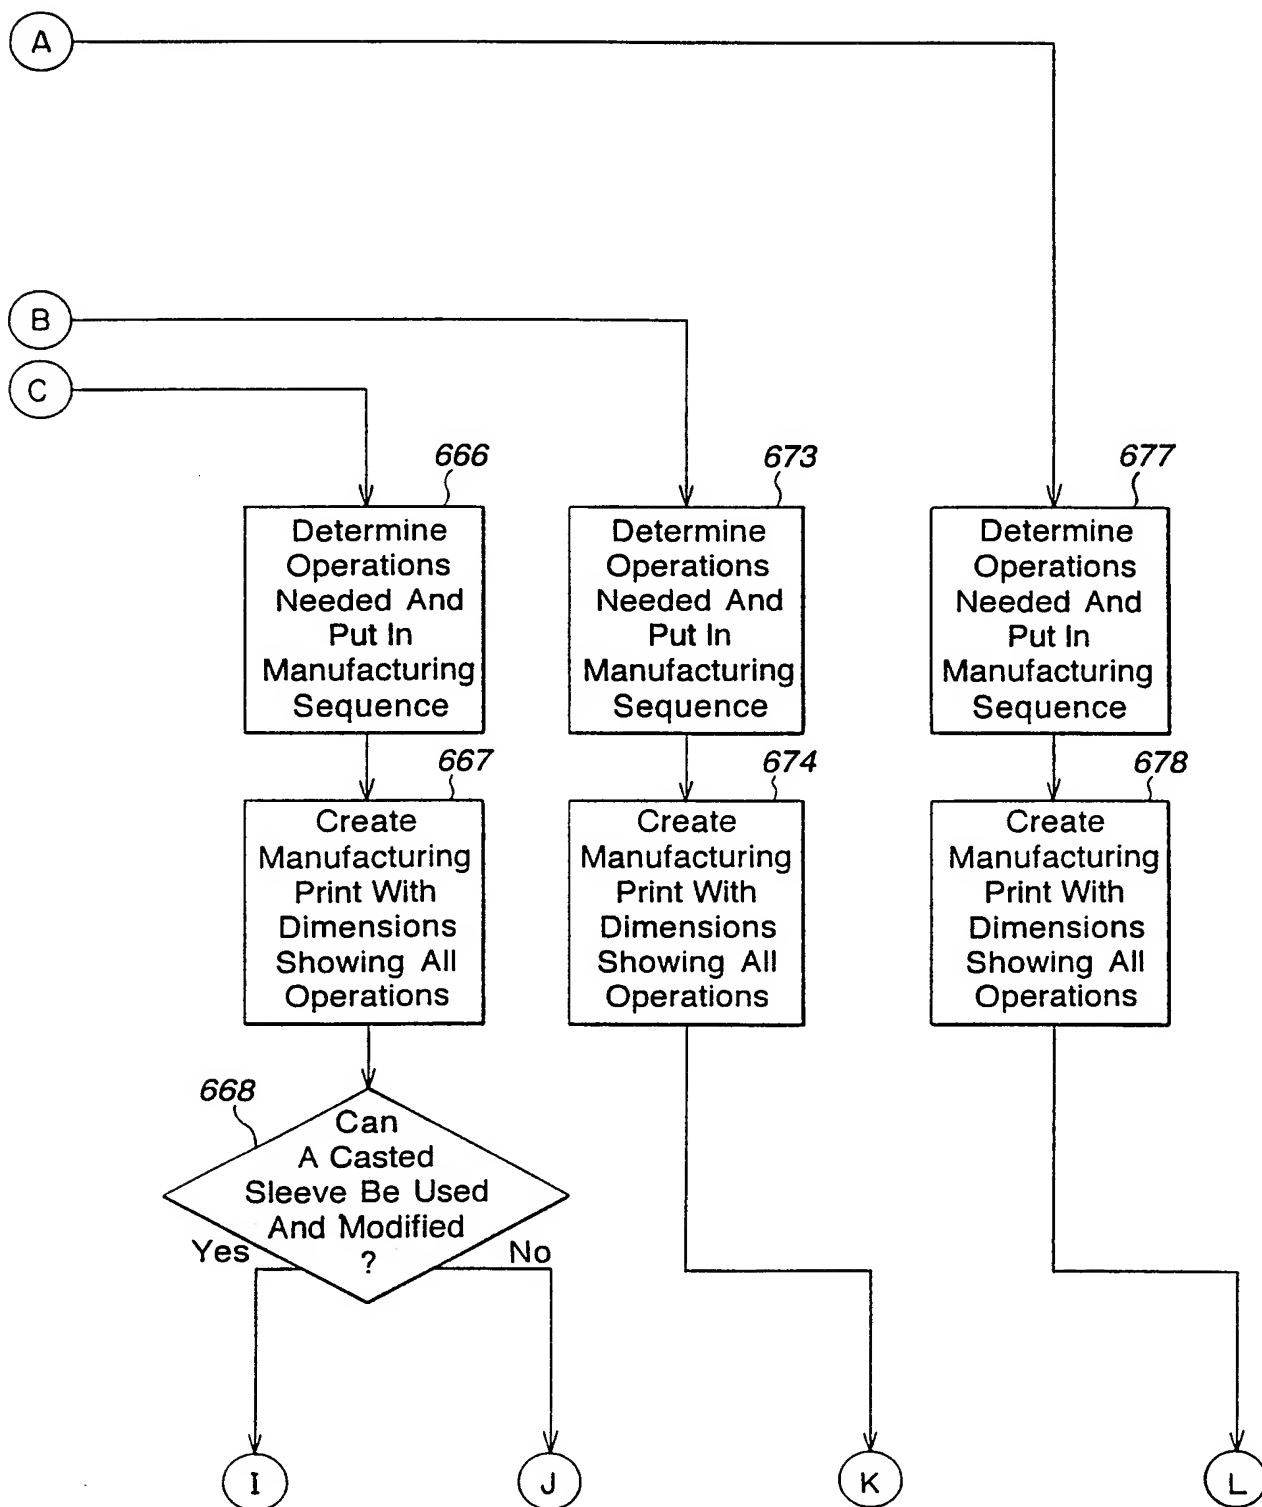 A
B
C
666
Determine
Operations
Needed And
Put In
Manufacturing
Sequence
673
Determine
Operations
Needed And
Put In
Manufacturing
Sequence
677
Determine
Operations
Needed And
Put In
Manufacturing
Sequence
667
Create
Manufacturing
Print With
Dimensions
Showing All
Operations
674
Create
Manufacturing
Print With
Dimensions
Showing All
Operations
678
Create
Manufacturing
Print With
Dimensions
Showing All
Operations
668
Can
A Casted
Sleeve Be Used
And Modified
?
Yes
No
I
J
K
L